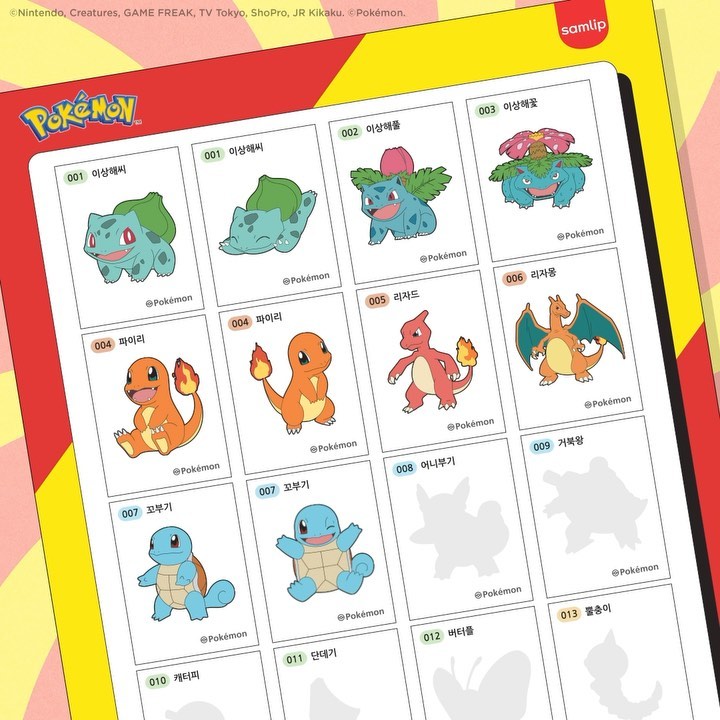 ©Nintendo, Creatures, GAME FREAK, TV Tokyo, ShoPro, JR Kikaku. ©Pokémon.
samlip
POKéMON™
001 이상해씨
Pokémon
001 이상해씨
Pokémon
002 이상해풀
Pokémon
003 이상해꽃
Pokémon
004 파이리
Pokémon
004 파이리
Pokémon
005 리자드
Pokémon
006 리자몽
Pokémon
007 꼬부기
Pokémon
007 꼬부기
Pokémon
008 어니부기
Pokémon
009 거북왕
Pokémon
010 캐터피
011 단데기
012 버터플
013 뿔충이